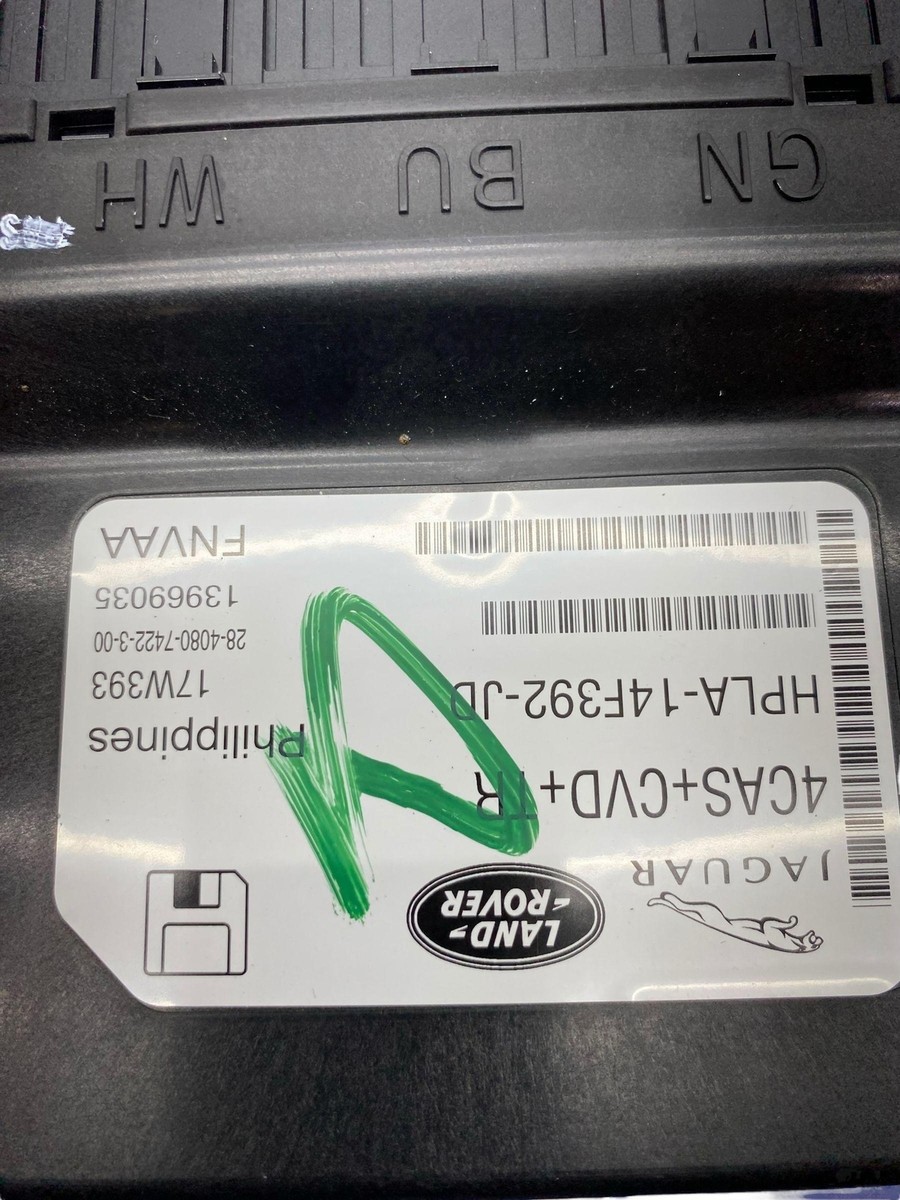 JAGUAR
LAND-
ROVER
4CAS+CVD+TR
HPLA-14F392-JD
Philippines
17W393
28-4080-7422-3-00
13969035
FNVAA
GN
BU
WH